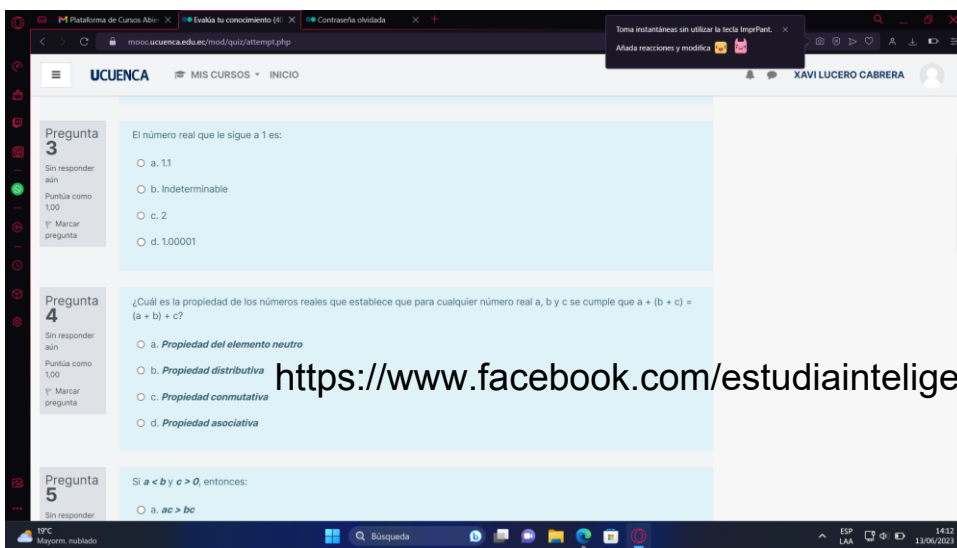 Plataforma de Cursos Abier
Evalúa tu conocimiento (40
Contraseña olvidada
Toma instantáneas sin utilizar la tecla ImprPant.
Añada reacciones y modifica
mooc.ucuenca.edu.ec/mod/quiz/attempt.php
UCUENCA
MIS CURSOS
INICIO
XAVI LUCERO CABRERA
Pregunta
3
Sin responder
aún
Puntúa como
1,00
Marcar
pregunta
El número real que le sigue a 1 es:
a. 1.1
b. Indeterminable
c. 2
d. 1.00001
Pregunta
4
Sin responder
aún
Puntúa como
1,00
Marcar
pregunta
¿Cuál es la propiedad de los números reales que establece que para cualquier número real a, b y c se cumple que a + (b + c) =
(a + b) + c?
a. Propiedad del elemento neutro
b. Propiedad distributiva
c. Propiedad conmutativa
d. Propiedad asociativa
https://www.facebook.com/estudiaintelige
Pregunta
5
Sin responder
Si a < b y c > 0, entonces:
a. ac > bc
19°C
Mayorm. nublado
Búsqueda
ESP
LAA
14:12
13/06/2023